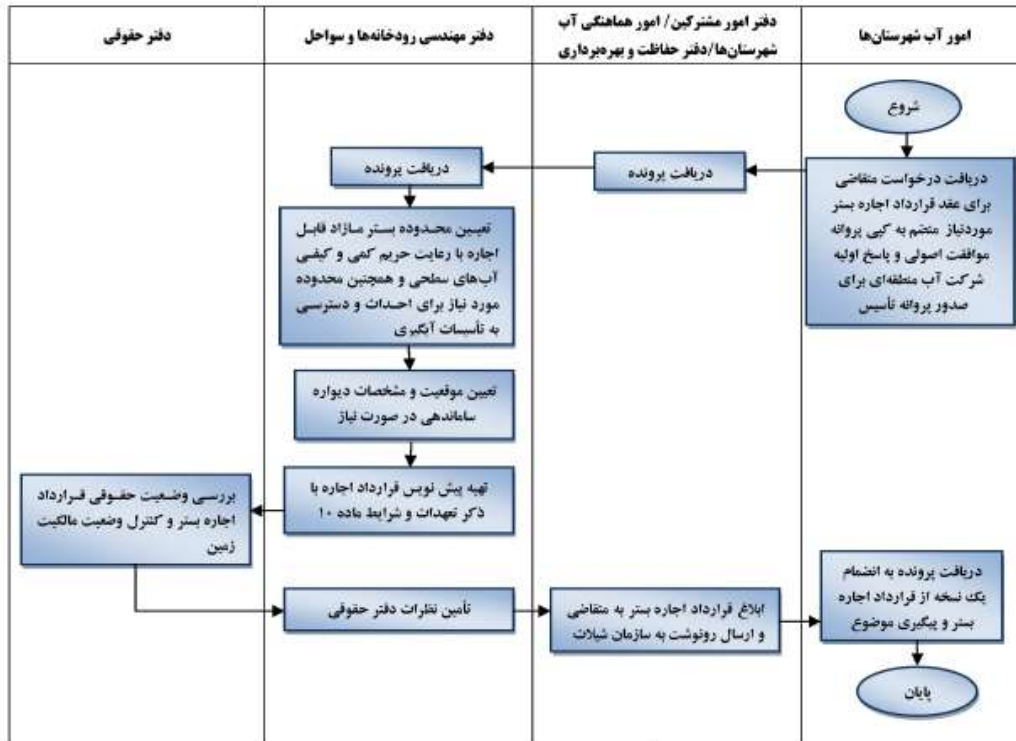 امور آب شهرستان‌ها
دفتر امور مشترکین/ امور هماهنگی آب
شهرستان‌ها/دفتر حفاظت و بهره‌برداری
دفتر مهندسی رودخانه‌ها و سواحل
دفتر حقوقی
شروع
دریافت درخواست متقاضی
برای عقد قرارداد اجاره بستر
موردنیاز منضم به کپی پروانه
موافقت اصولی و پاسخ اولیه
شرکت آب منطقه‌ای برای
صدور پروانه تأسیس
دریافت پرونده
دریافت پرونده
تعیین محدوده بستر مازاد قابل
اجاره با رعایت حریم کمی و کیفی
آب‌های سطحی و همچنین محدوده
مورد نیاز برای احداث و دسترسی
به تأسیسات آبگیری
تعیین موقعیت و مشخصات دیواره
ساماندهی در صورت نیاز
تهیه پیش نویس قرارداد اجاره با
ذکر تعهدات و شرایط ماده ۱۰
بررسی وضعیت حقوقی قرارداد
اجاره بستر و کنترل وضعیت مالکیت
زمین
تأمین نظرات دفتر حقوقی
ابلاغ قرارداد اجاره بستر به متقاضی
و ارسال رونوشت به سازمان شیلات
دریافت پرونده به انضمام
یک نسخه از قرارداد اجاره
بستر و پیگیری موضوع
پایان